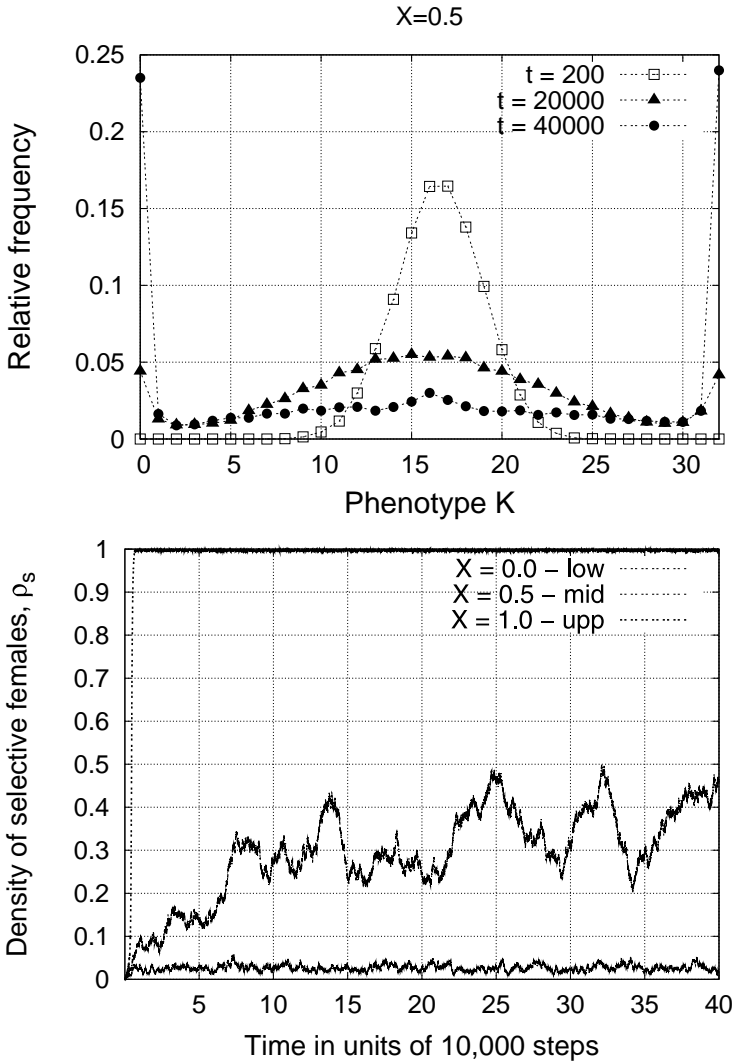 X=0.5
Relative frequency
0.25
0.2
0.15
0.1
0.05
0
t = 200
t = 20000
t = 40000
0 5 10 15 20 25 30
Phenotype K
Density of selective females, ρs
1
0.9
0.8
0.7
0.6
0.5
0.4
0.3
0.2
0.1
0
X = 0.0 – low
X = 0.5 – mid
X = 1.0 – upp
5 10 15 20 25 30 35 40
Time in units of 10,000 steps